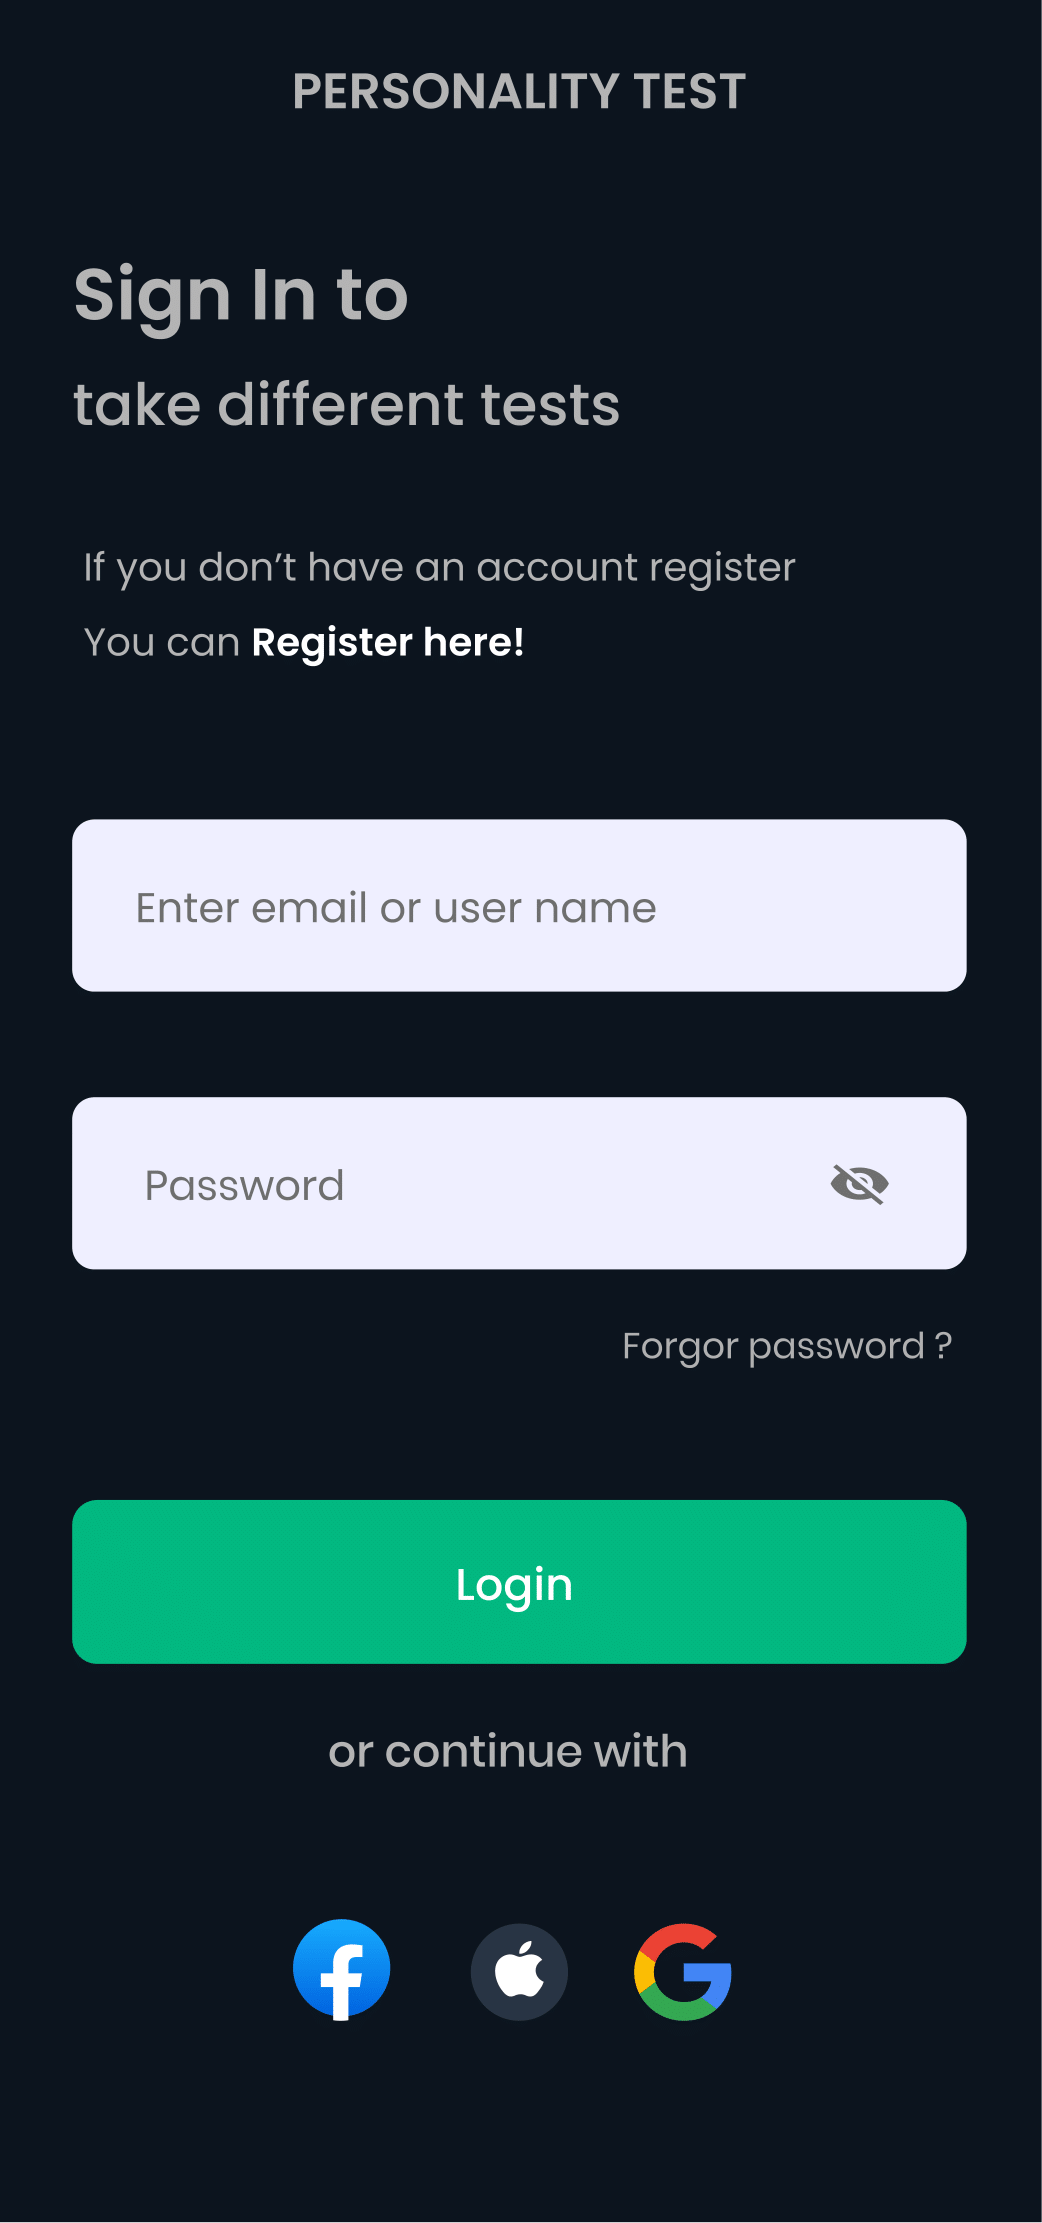 PERSONALITY TEST
Sign In to
take different tests
If you don’t have an account register
You can Register here!
Enter email or user name
Password
Forgor password ?
Login
or continue with